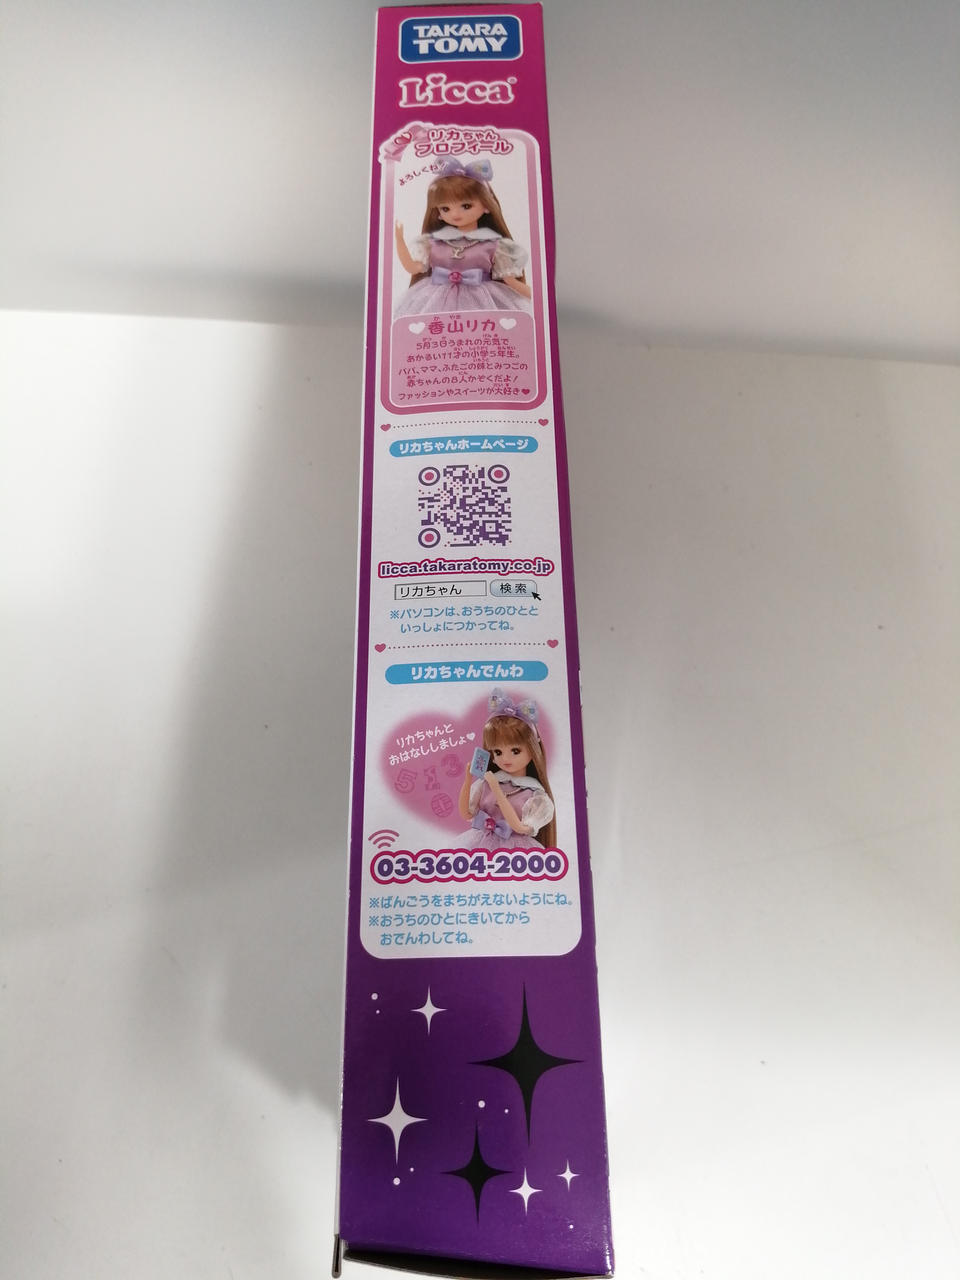 TAKARA
TOMY
Licca
リカちゃん
プロフィール
よろしくね!
香山リカ
5月3日うまれの元気で
あかるい11才の小学5年生。
パパ、ママ、ふたごの妹とみつごの
赤ちゃんの8人かぞくだよ!
ファッションやスイーツが大好き♥
リカちゃんホームページ
licca.takaratomy.co.jp
リカちゃん 検索
※パソコンは、おうちのひとと
いっしょにつかってね。
リカちゃんでんわ
リカちゃんと
おはなししましょ♥
513
03-3604-2000
※ばんごうをまちがえないようにね。
※おうちのひとにきいてから
おでんわしてね。